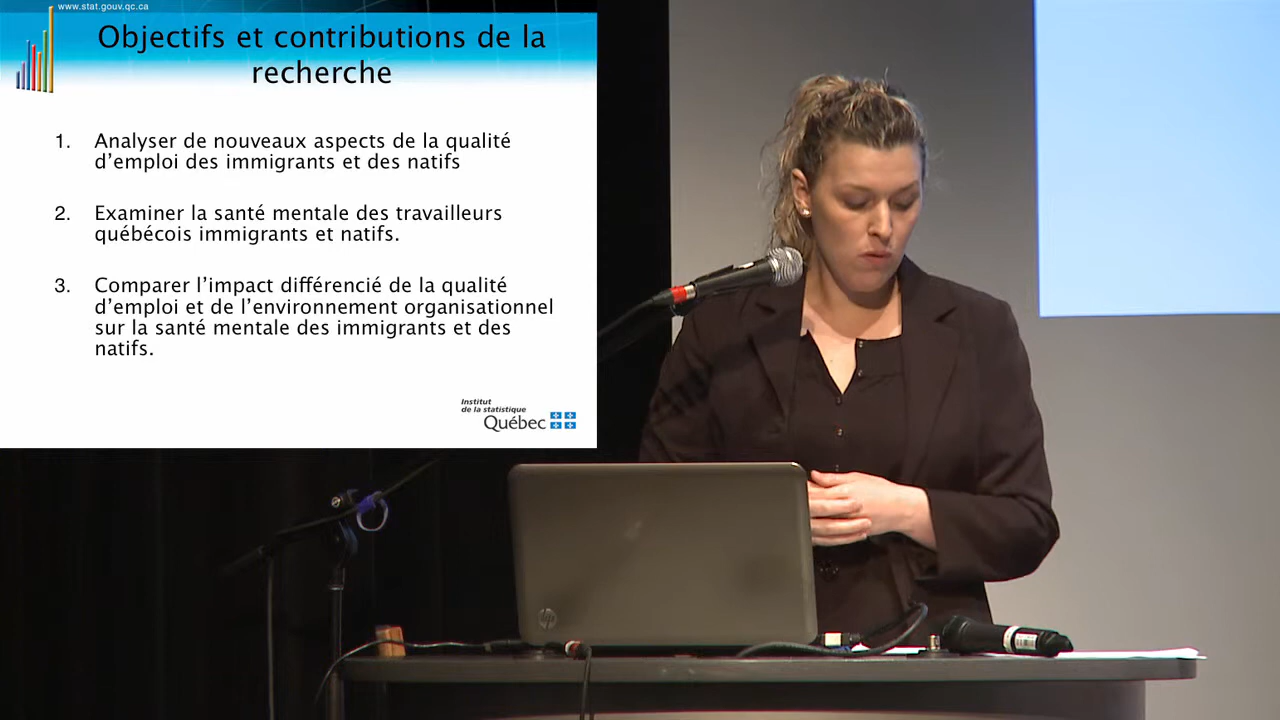 www.stat.gouv.qc.ca
Objectifs et contributions de la
recherche
1. Analyser de nouveaux aspects de la qualité
d'emploi des immigrants et des natifs
2. Examiner la santé mentale des travailleurs
québécois immigrants et natifs.
3. Comparer l'impact différencié de la qualité
d'emploi et de l'environnement organisationnel
sur la santé mentale des immigrants et des
natifs.
Institut
de la statistique
Québec
hp